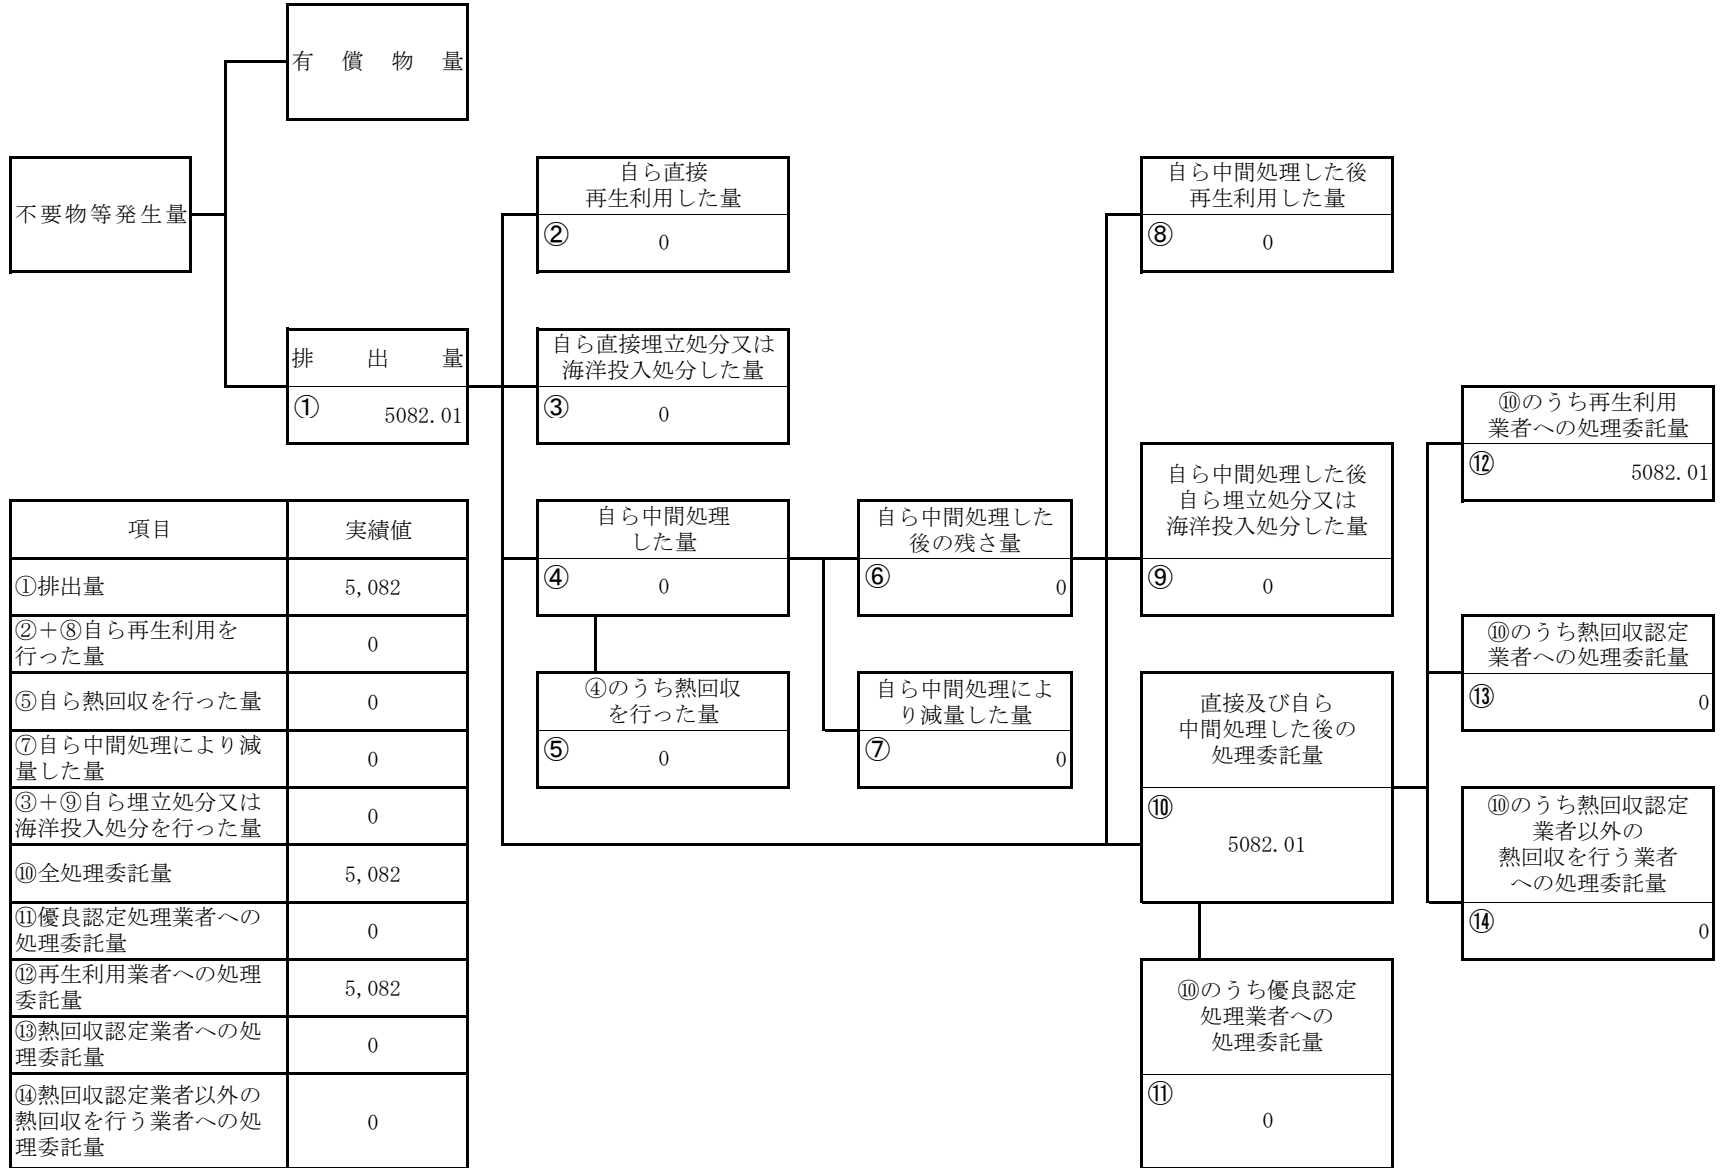 有償物量
不要物等発生量
排出量
① 5082.01
自ら直接
再生利用した量
② 0
自ら直接埋立処分又は
海洋投入処分した量
③ 0
自ら中間処理
した量
④ 0
④のうち熱回収
を行った量
⑤ 0
自ら中間処理した
後の残さ量
⑥ 0
自ら中間処理によ
り減量した量
⑦ 0
自ら中間処理した後
再生利用した量
⑧ 0
自ら中間処理した後
自ら埋立処分又は
海洋投入処分した量
⑨ 0
直接及び自ら
中間処理した後の
処理委託量
⑩
5082.01
⑩のうち優良認定
処理業者への
処理委託量
⑪
0
⑩のうち再生利用
業者への処理委託量
⑫ 5082.01
⑩のうち熱回収認定
業者への処理委託量
⑬ 0
⑩のうち熱回収認定
業者以外の
熱回収を行う業者
への処理委託量
⑭ 0
項目 実績値
①排出量 5,082
②＋⑧自ら再生利用を
行った量 0
⑤自ら熱回収を行った量 0
⑦自ら中間処理により減
量した量 0
③＋⑨自ら埋立処分又は
海洋投入処分を行った量 0
⑩全処理委託量 5,082
⑪優良認定処理業者への
処理委託量 0
⑫再生利用業者への処理
委託量 5,082
⑬熱回収認定業者への処
理委託量 0
⑭熱回収認定業者以外の
熱回収を行う業者への処
理委託量 0